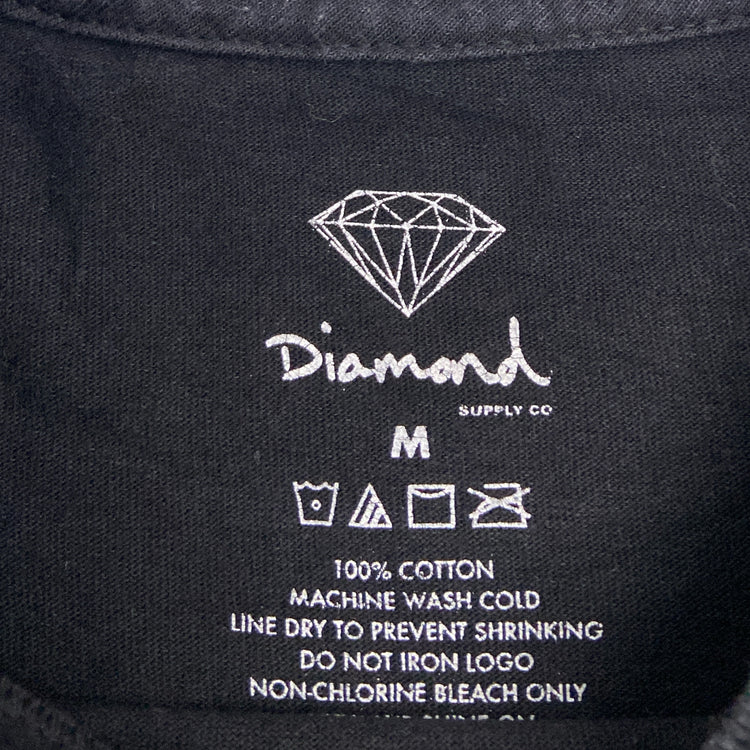 Diamond
SUPPLY CO
M
100% COTTON
MACHINE WASH COLD
LINE DRY TO PREVENT SHRINKING
DO NOT IRON LOGO
NON-CHLORINE BLEACH ONLY